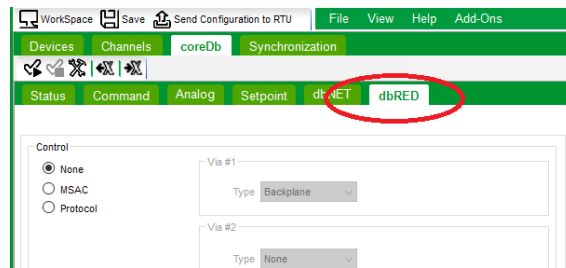 WorkSpace Save Send Configuration to RTU File View Help Add-Ons
Devices Channels coreDb Synchronization
Status Command Analog Setpoint dbNET dbRED
Control
None
MSAC
Protocol
Via #1
Type Backplane
Via #2
Type None